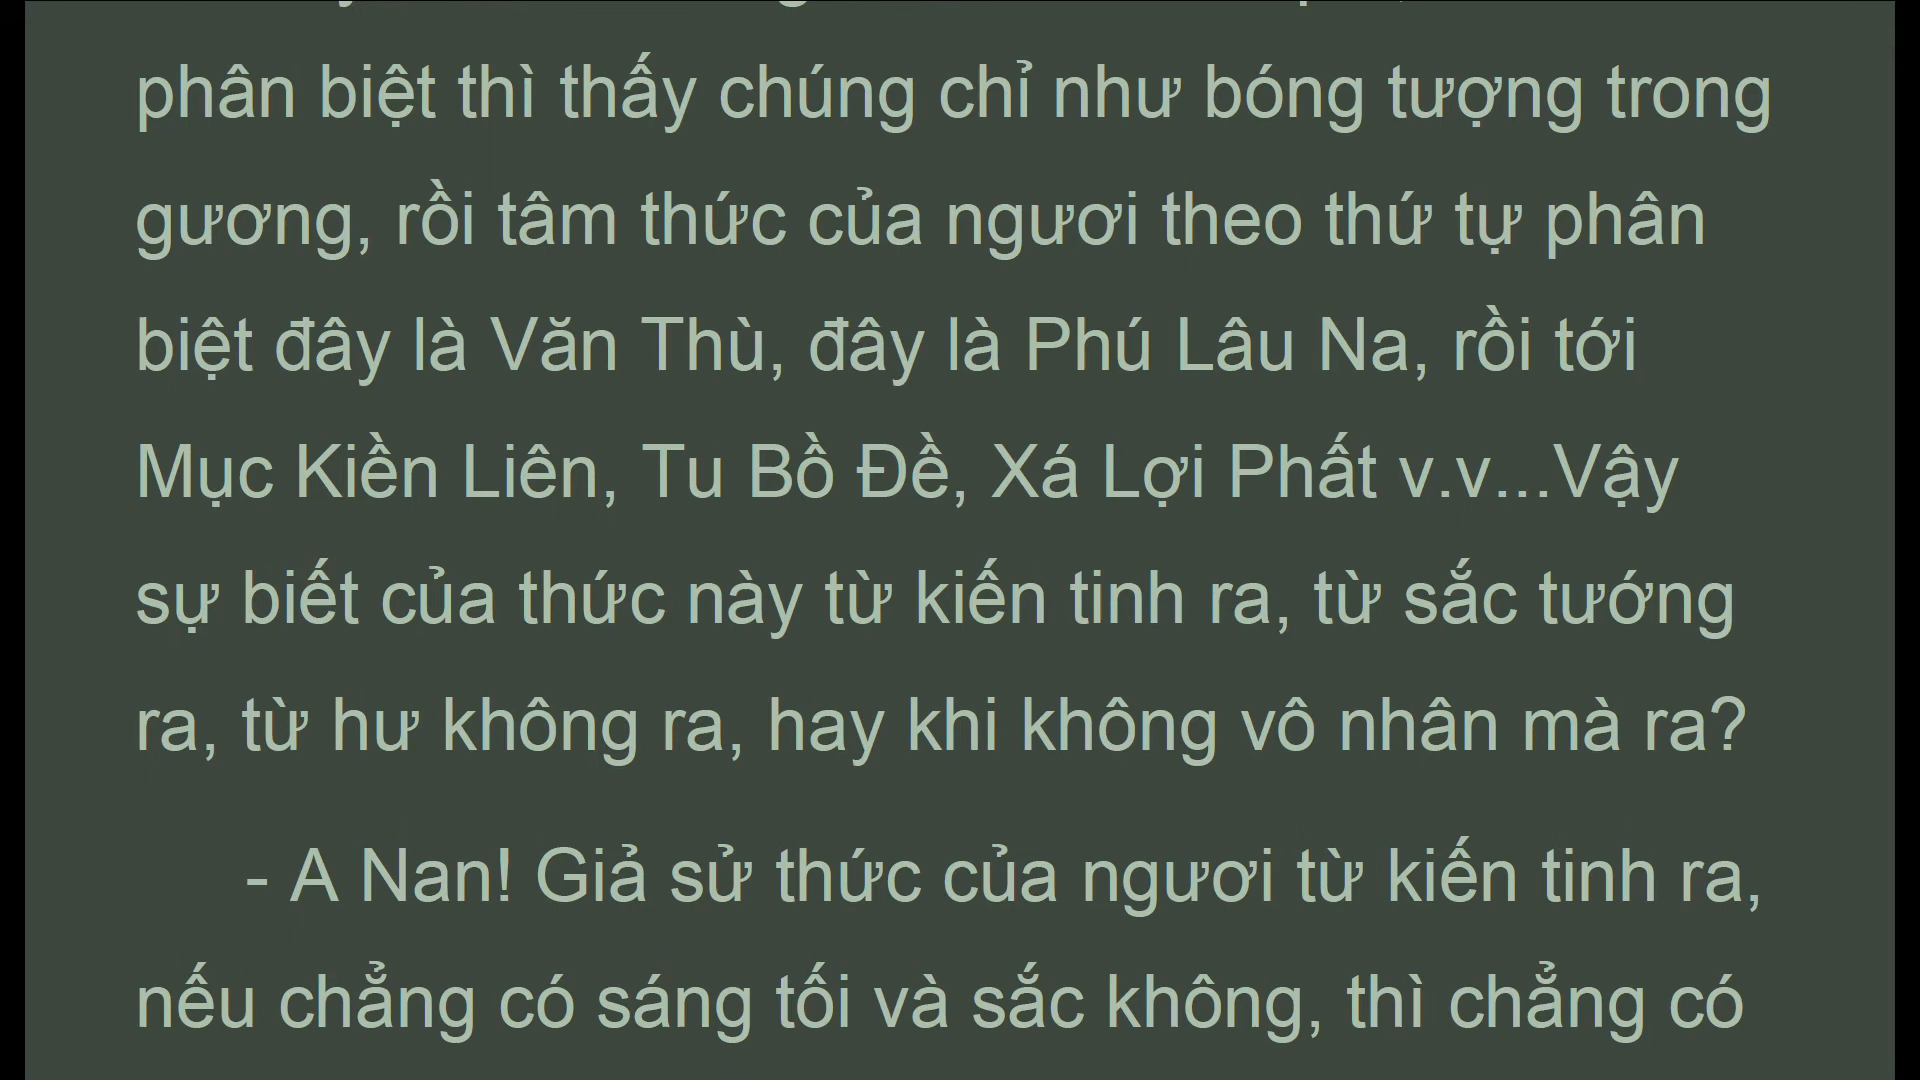 phân biệt thì thấy chúng chỉ như bóng tượng trong
gương, rồi tâm thức của ngươi theo thứ tự phân
biệt đây là Văn Thù, đây là Phú Lâu Na, rồi tới
Mục Kiền Liên, Tu Bồ Đề, Xá Lợi Phất v.v...Vậy
sự biết của thức này từ kiến tinh ra, từ sắc tướng
ra, từ hư không ra, hay khi không vô nhân mà ra?
- A Nan! Giả sử thức của ngươi từ kiến tinh ra,
nếu chẳng có sáng tối và sắc không, thì chẳng có